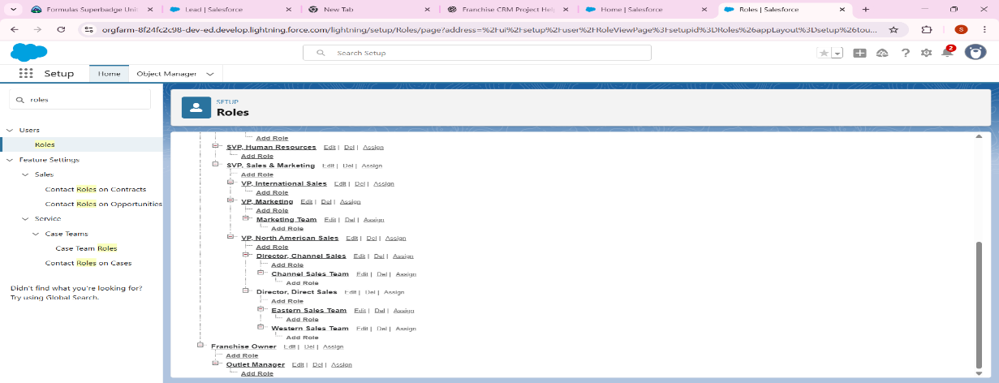 Formulas Superbadge Unit
Lead | Salesforce
New Tab
Franchise CRM Project Help
Home | Salesforce
Roles | Salesforce
orgfarm-8f24fc2c98-dev-ed.develop.lightning.force.com/lightning/setup/Roles/page?address=%2Fui%2Fsetup%2Fuser%2FRoleViewPage%3Fsetupid%3DRoles%26appLayout%3Dsetup%26tou...
S
Search Setup
2
Setup
Home
Object Manager
roles
Users
Roles
Feature Settings
Sales
Contact Roles on Contracts
Contact Roles on Opportunities
Service
Case Teams
Case Team Roles
Contact Roles on Cases
Didn't find what you're looking for?
Try using Global Search.
SETUP
Roles
Add Role
SVP, Human Resources Edit | Del | Assign
Add Role
SVP, Sales & Marketing Edit | Del | Assign
Add Role
VP, International Sales Edit | Del | Assign
Add Role
VP, Marketing Edit | Del | Assign
Add Role
Marketing Team Edit | Del | Assign
Add Role
VP, North American Sales Edit | Del | Assign
Add Role
Director, Channel Sales Edit | Del | Assign
Add Role
Channel Sales Team Edit | Del | Assign
Add Role
Director, Direct Sales Edit | Del | Assign
Add Role
Eastern Sales Team Edit | Del | Assign
Add Role
Western Sales Team Edit | Del | Assign
Add Role
Franchise Owner Edit | Del | Assign
Add Role
Outlet Manager Edit | Del | Assign
Add Role